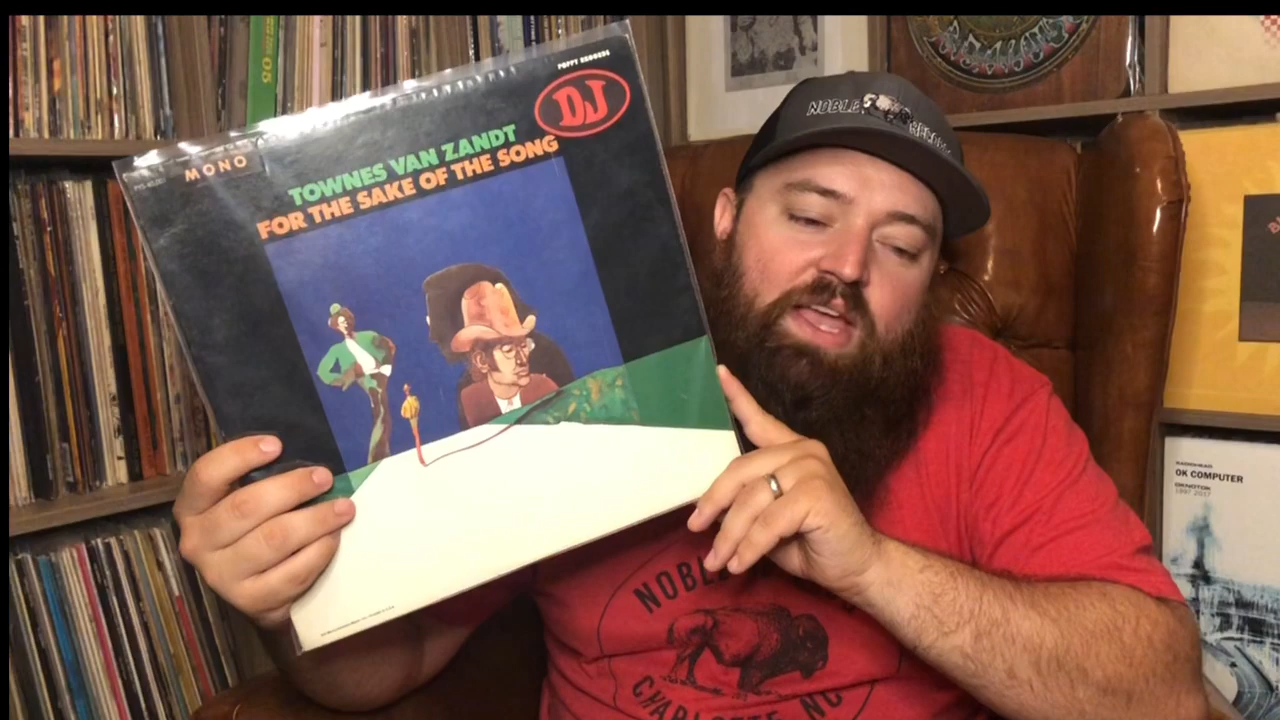 POPPY RECORDS
DJ
MONO
TOWNES VAN ZANDT
FOR THE SAKE OF THE SONG
NOBLE
RECORDS
NOBLE
CHARLOTTE NC
RADIOHEAD
OK COMPUTER
OKNOTOK
1997 2017